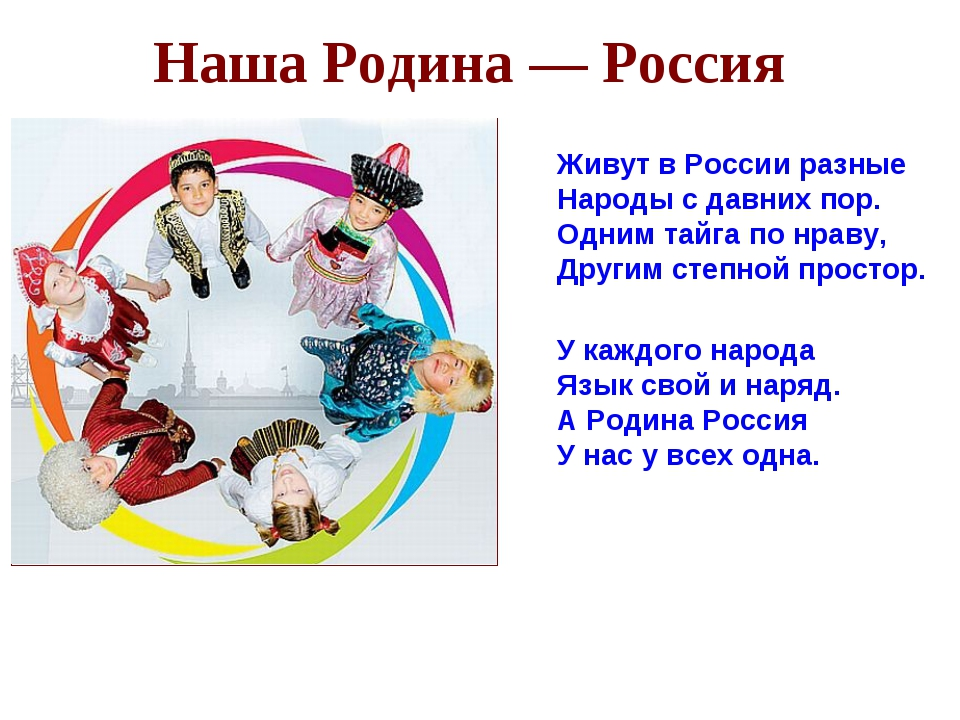 Наша Родина — Россия
Живут в России разные
Народы с давних пор.
Одним тайга по нраву,
Другим степной простор.
У каждого народа
Язык свой и наряд.
А Родина Россия
У нас у всех одна.